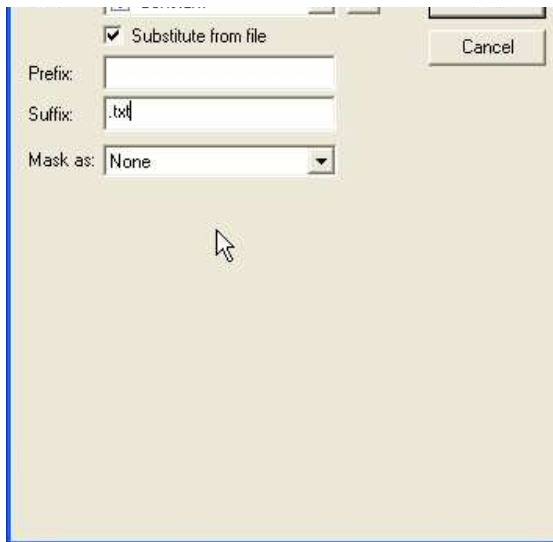 Substitute from file
Cancel
Prefix:
Suffix: .txt
Mask as: None